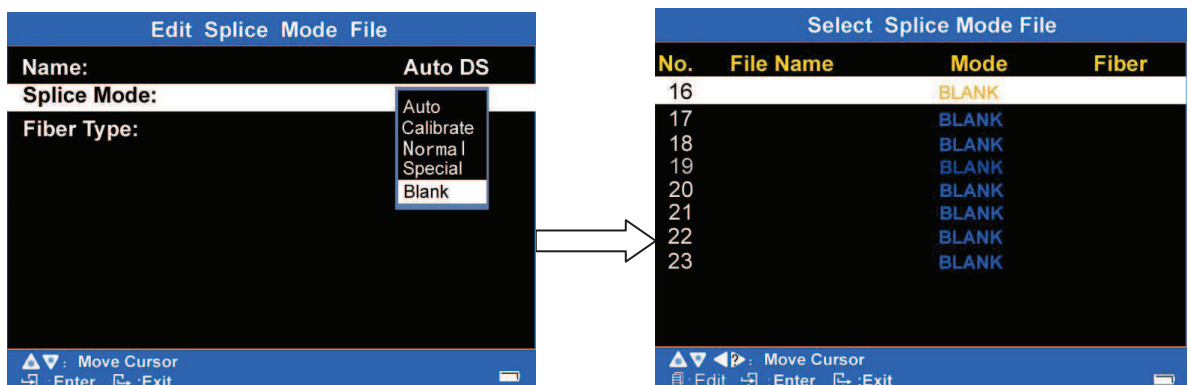 Edit Splice Mode File
Name: Auto DS
Splice Mode:
Auto
Calibrate
Fiber Type:
Normal
Special
Blank
▲▼: Move Cursor
:Enter :Exit
Select Splice Mode File
No. File Name Mode Fiber
16 BLANK
17 BLANK
18 BLANK
19 BLANK
20 BLANK
21 BLANK
22 BLANK
23 BLANK
▲▼◀?▶: Move Cursor
:Edit :Enter :Exit